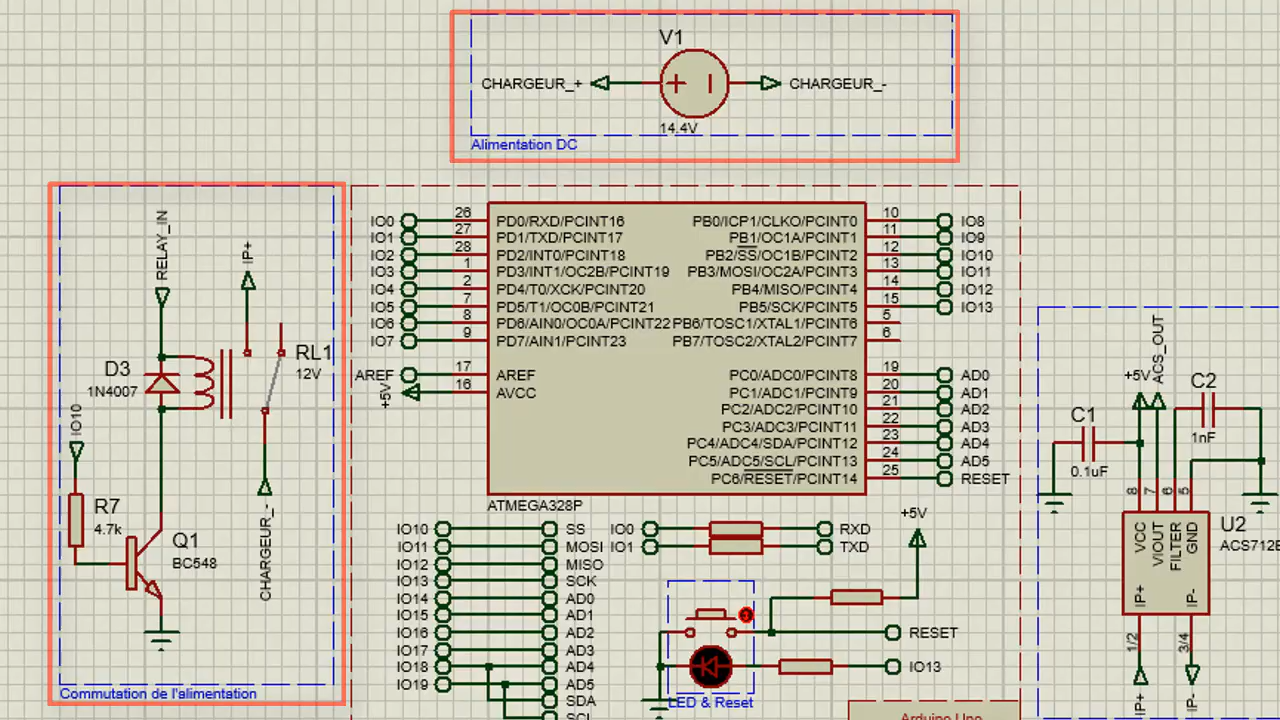 V1
CHARGEUR_+
CHARGEUR_-
14.4V
Alimentation DC
RELAY_IN
IP+
RL1
12V
D3
1N4007
IO10
R7
4.7k
Q1
BC548
CHARGEUR_-
Commutation de l'alimentation
IO0 26 PD0/RXD/PCINT16 PB0/ICP1/CLKO/PCINT0 10 IO8
IO1 27 PD1/TXD/PCINT17 PB1/OC1A/PCINT1 11 IO9
IO2 28 PD2/INT0/PCINT18 PB2/SS/OC1B/PCINT2 12 IO10
IO3 1 PD3/INT1/OC2B/PCINT19 PB3/MOSI/OC2A/PCINT3 13 IO11
IO4 2 PD4/T0/XCK/PCINT20 PB4/MISO/PCINT4 14 IO12
IO5 7 PD5/T1/OC0B/PCINT21 PB5/SCK/PCINT5 15 IO13
IO6 8 PD6/AIN0/OC0A/PCINT22 PB6/TOSC1/XTAL1/PCINT6 5
IO7 9 PD7/AIN1/PCINT23 PB7/TOSC2/XTAL2/PCINT7 6
AREF 17 AREF PC0/ADC0/PCINT8 19 AD0
+5V 16 AVCC PC1/ADC1/PCINT9 20 AD1
PC2/ADC2/PCINT10 21 AD2
PC3/ADC3/PCINT11 22 AD3
PC4/ADC4/SDA/PCINT12 23 AD4
PC5/ADC5/SCL/PCINT13 24 AD5
PC6/RESET/PCINT14 25 RESET
ATMEGA328P
IO10 SS
IO11 MOSI
IO12 MISO
IO13 SCK
IO14 AD0
IO15 AD1
IO16 AD2
IO17 AD3
IO18 AD4
IO19 AD5
SDA
SCL
IO0 RXD
IO1 TXD
+5V
RESET
IO13
LED & Reset
Arduino Uno
+5V
ACS_OUT
C2
1nF
C1
0.1uF
8 7 6 5
VCC
VIOUT
FILTER
GND
IP+
IP-
U2
1/2
3/4
IP+
IP-